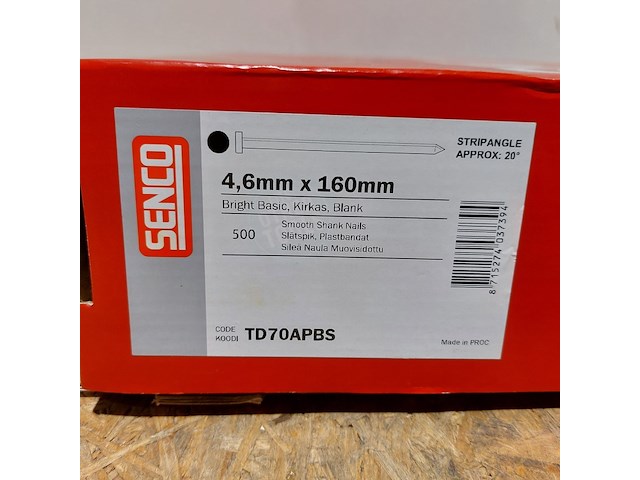 SENCO
STRIPANGLE
APPROX: 20°
4,6mm x 160mm
Bright Basic, Kirkas, Blank
500
Smooth Shank Nails
Slätspik, Plastbandat
Sileä Naula Muovisidottu
8 715274 037394
CODE
KOODI TD70APBS
Made in PROC